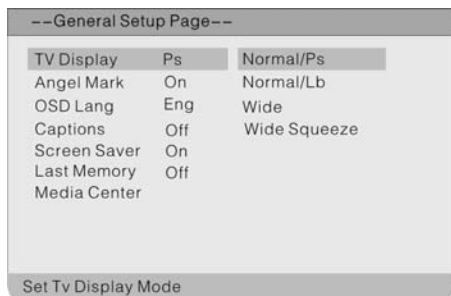 --General Setup Page--
TV Display Ps Normal/Ps
Angel Mark On Normal/Lb
OSD Lang Eng Wide
Captions Off Wide Squeeze
Screen Saver On
Last Memory Off
Media Center
Set Tv Display Mode